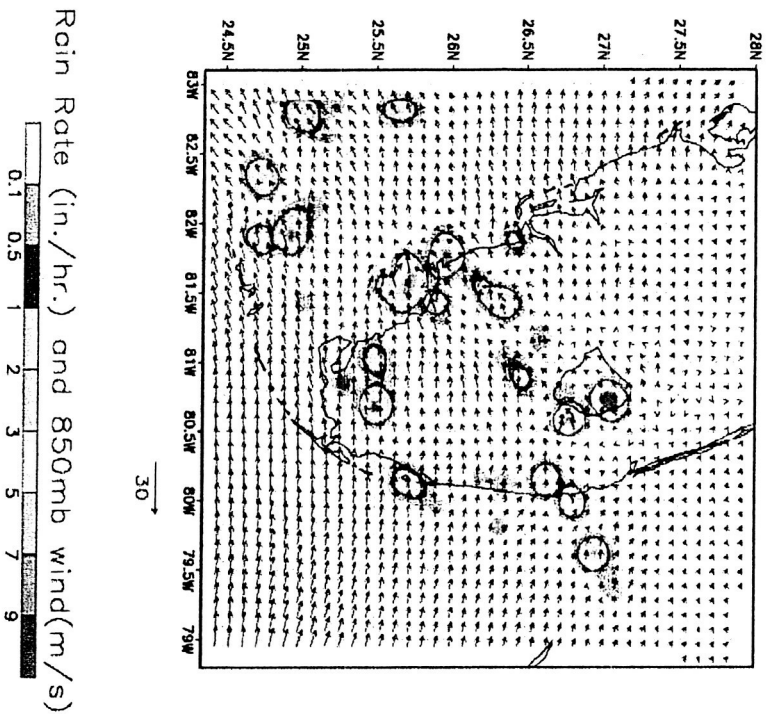 28N
27.5N
27N
26.5N
26N
25.5N
25N
24.5N
83W 82.5W 82W 81.5W 81W 80.5W 80W 79.5W 79W
30
Rain Rate (in./hr.) and 850mb wind(m/s)
0.1 0.5 1 2 3 5 7 9